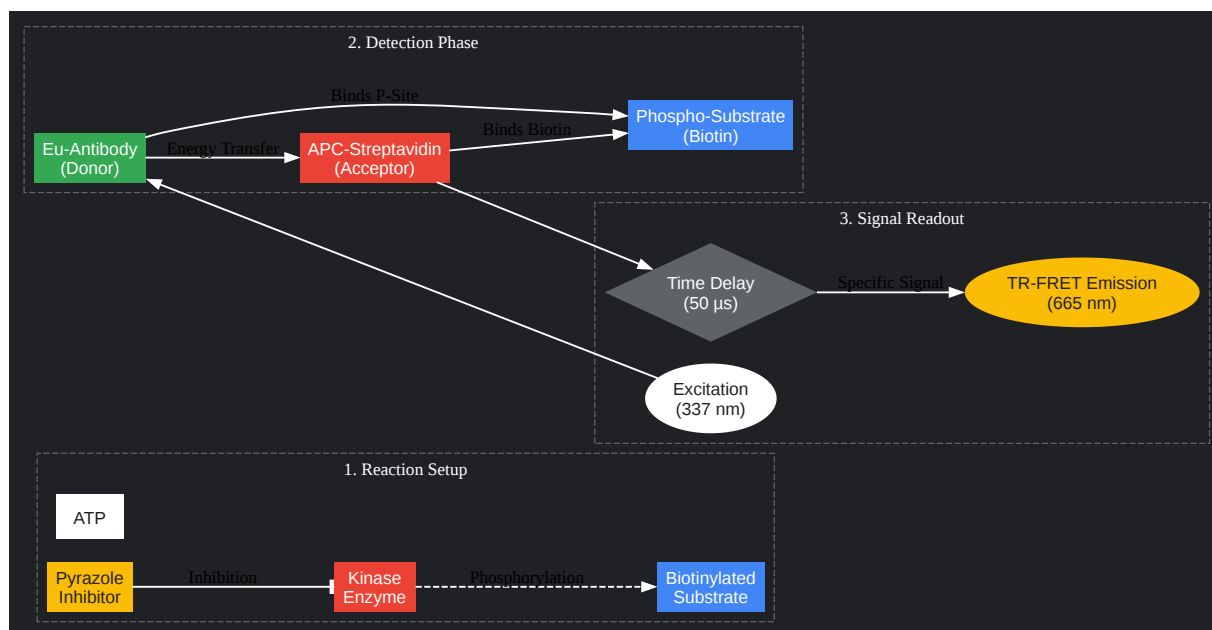 2. Detection Phase
Binds P-Site
Phospho-Substrate
(Biotin)
Binds Biotin
Eu-Antibody
(Donor)
Energy Transfer
APC-Streptavidin
(Acceptor)
3. Signal Readout
Time Delay
(50 µs)
Specific Signal
TR-FRET Emission
(665 nm)
Excitation
(337 nm)
1. Reaction Setup
ATP
Pyrazole
Inhibitor
Inhibition
Kinase
Enzyme
Phosphorylation
Biotinylated
Substrate